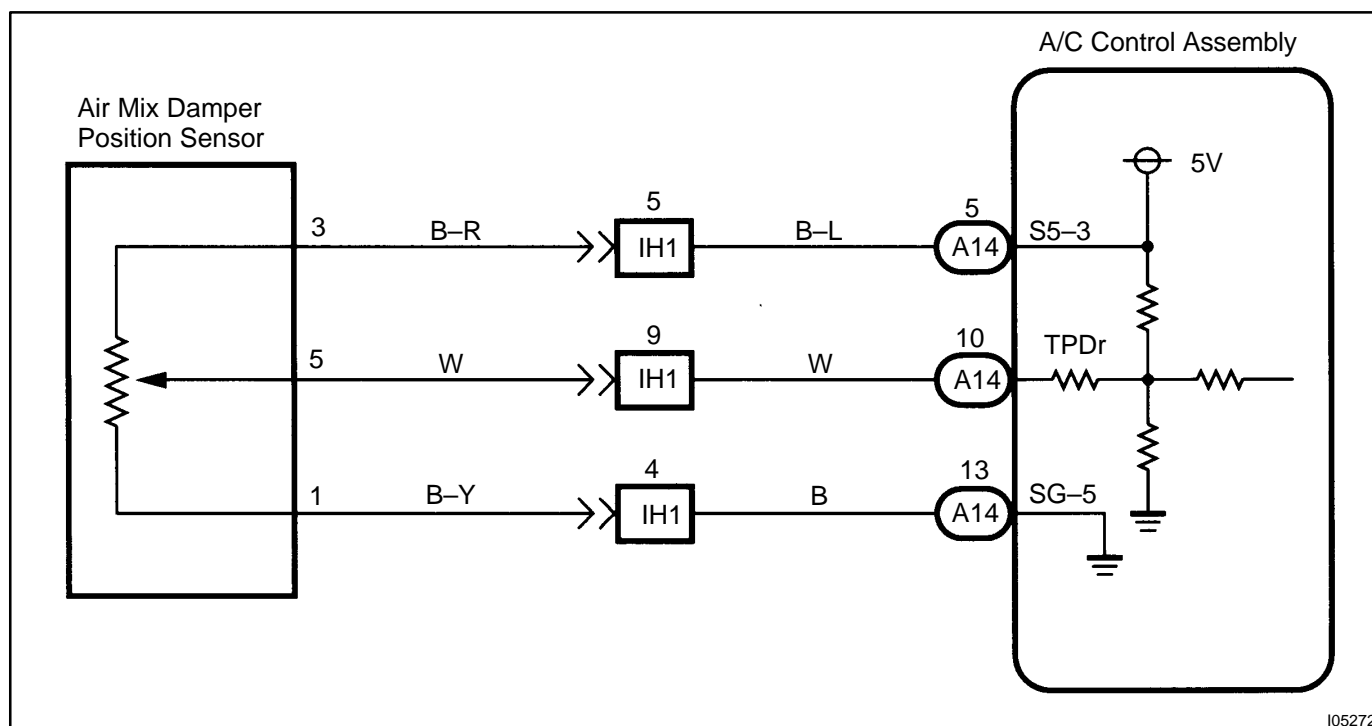 A/C Control Assembly
Air Mix Damper
Position Sensor
5V
3
B–R
5
IH1
B–L
5
A14
S5–3
5
W
9
IH1
W
10
A14
TPDr
1
B–Y
4
IH1
B
13
A14
SG–5
I05272